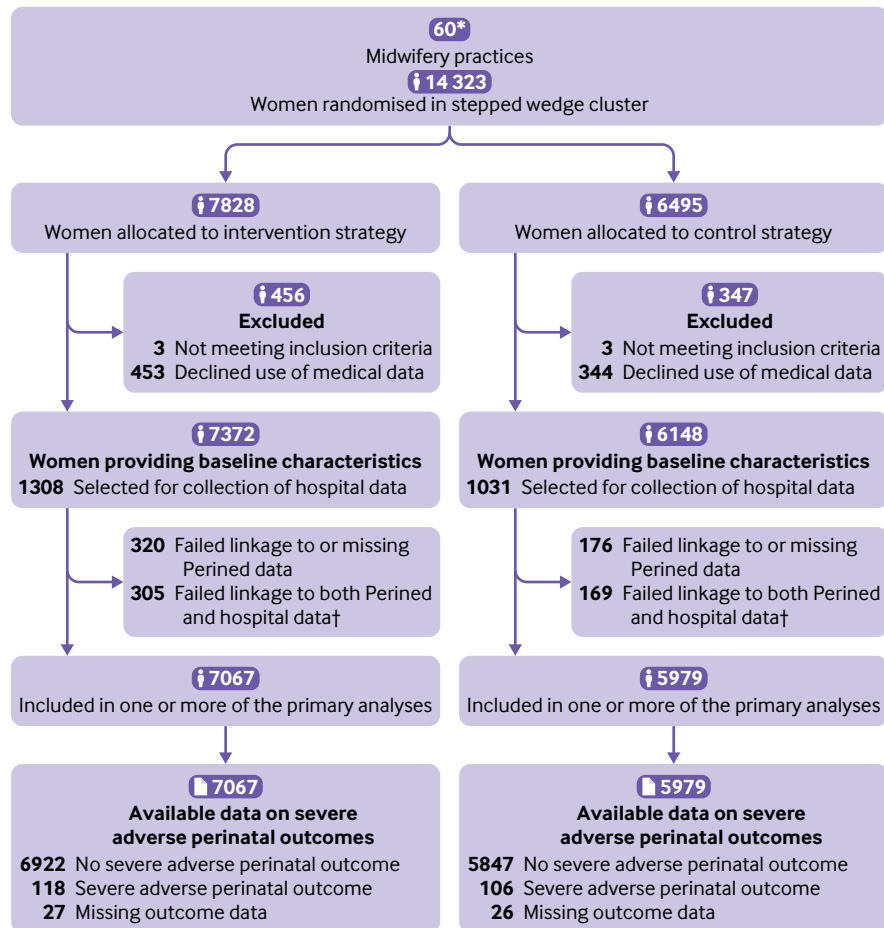 60*
Midwifery practices
14 323
Women randomised in stepped wedge cluster
7828
Women allocated to intervention strategy
456
Excluded
3 Not meeting inclusion criteria
453 Declined use of medical data
7372
Women providing baseline characteristics
1308 Selected for collection of hospital data
320 Failed linkage to or missing
Perined data
305 Failed linkage to both Perined
and hospital data†
7067
Included in one or more of the primary analyses
7067
Available data on severe
adverse perinatal outcomes
6922 No severe adverse perinatal outcome
118 Severe adverse perinatal outcome
27 Missing outcome data
6495
Women allocated to control strategy
347
Excluded
3 Not meeting inclusion criteria
344 Declined use of medical data
6148
Women providing baseline characteristics
1031 Selected for collection of hospital data
176 Failed linkage to or missing
Perined data
169 Failed linkage to both Perined
and hospital data†
5979
Included in one or more of the primary analyses
5979
Available data on severe
adverse perinatal outcomes
5847 No severe adverse perinatal outcome
106 Severe adverse perinatal outcome
26 Missing outcome data